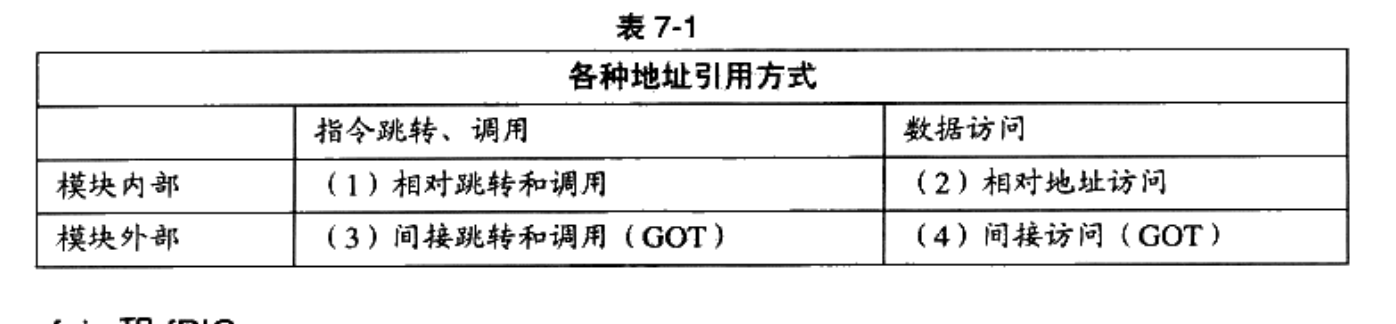 表 7-1
各种地址引用方式
指令跳转、调用 数据访问
模块内部 (1)相对跳转和调用 (2)相对地址访问
模块外部 (3)间接跳转和调用(GOT) (4)间接访问(GOT)